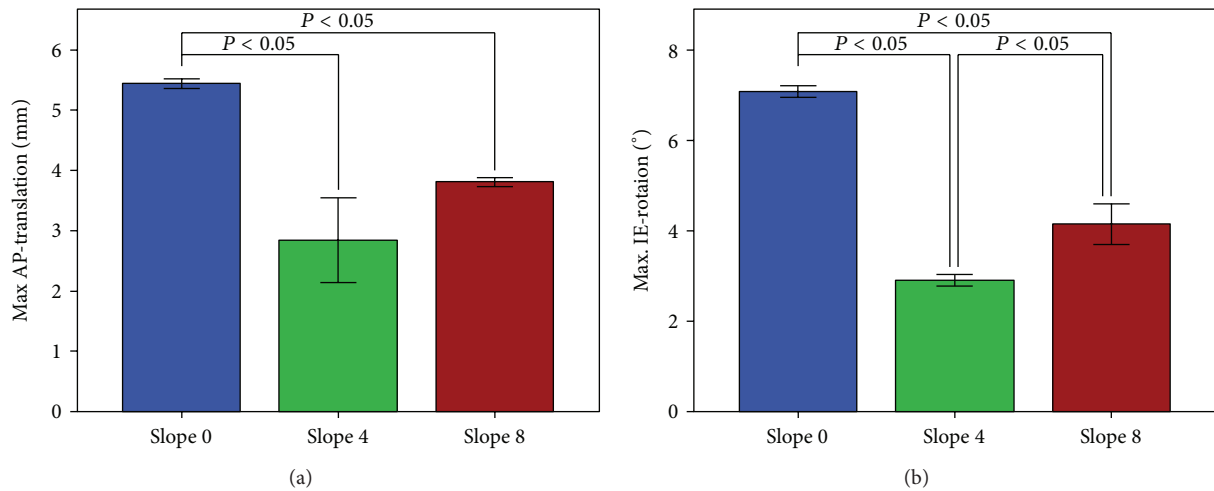 P < 0.05
P < 0.05
6
5
4
3
2
1
0
Max AP-translation (mm)
Slope 0 Slope 4 Slope 8
(a)
P < 0.05
P < 0.05 P < 0.05
8
6
4
2
0
Max. IE-rotaion (°)
Slope 0 Slope 4 Slope 8
(b)